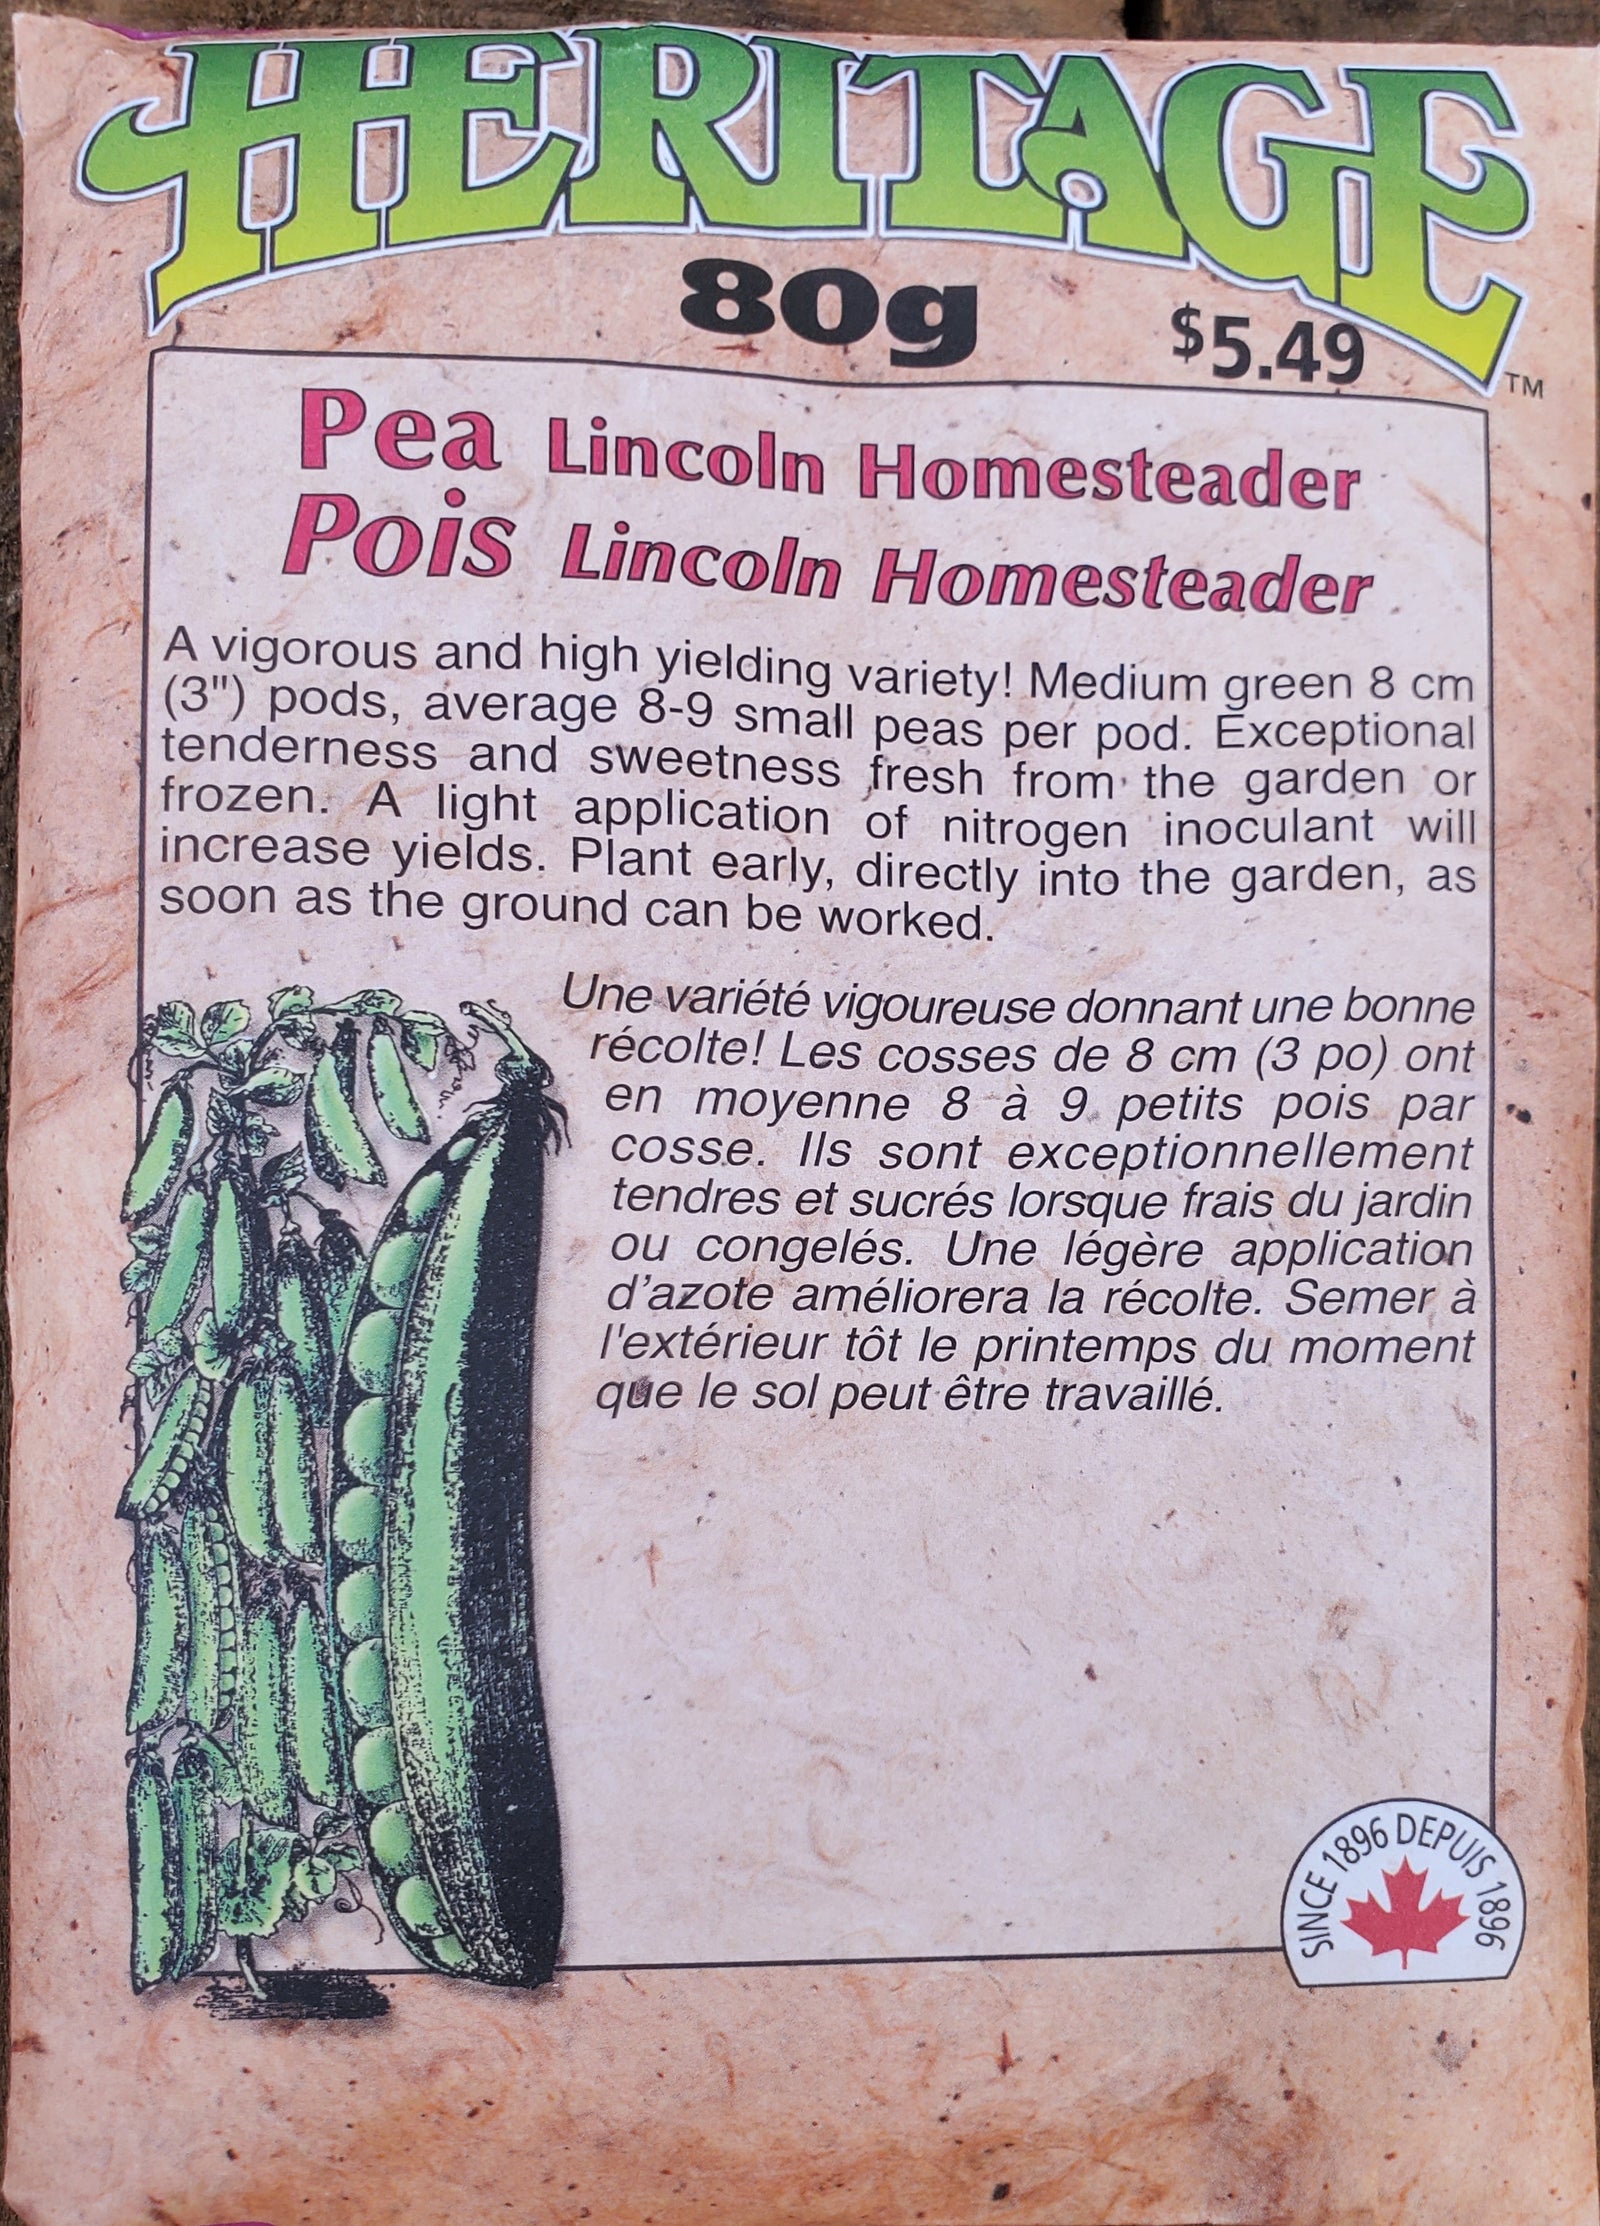 HERITAGE
TM
80g
$5.49
Pea Lincoln Homesteader
Pois Lincoln Homesteader
A vigorous and high yielding variety! Medium green 8 cm
(3") pods, average 8-9 small peas per pod. Exceptional
tenderness and sweetness fresh from the garden or
frozen. A light application of nitrogen inoculant will
increase yields. Plant early, directly into the garden, as
soon as the ground can be worked.
Une variété vigoureuse donnant une bonne
récolte! Les cosses de 8 cm (3 po) ont
en moyenne 8 à 9 petits pois par
cosse. Ils sont exceptionnellement
tendres et sucrés lorsque frais du jardin
ou congelés. Une légère application
d'azote améliorera la récolte. Semer à
l'extérieur tôt le printemps du moment
que le sol peut être travaillé.
SINCE 1896 DEPUIS 1896